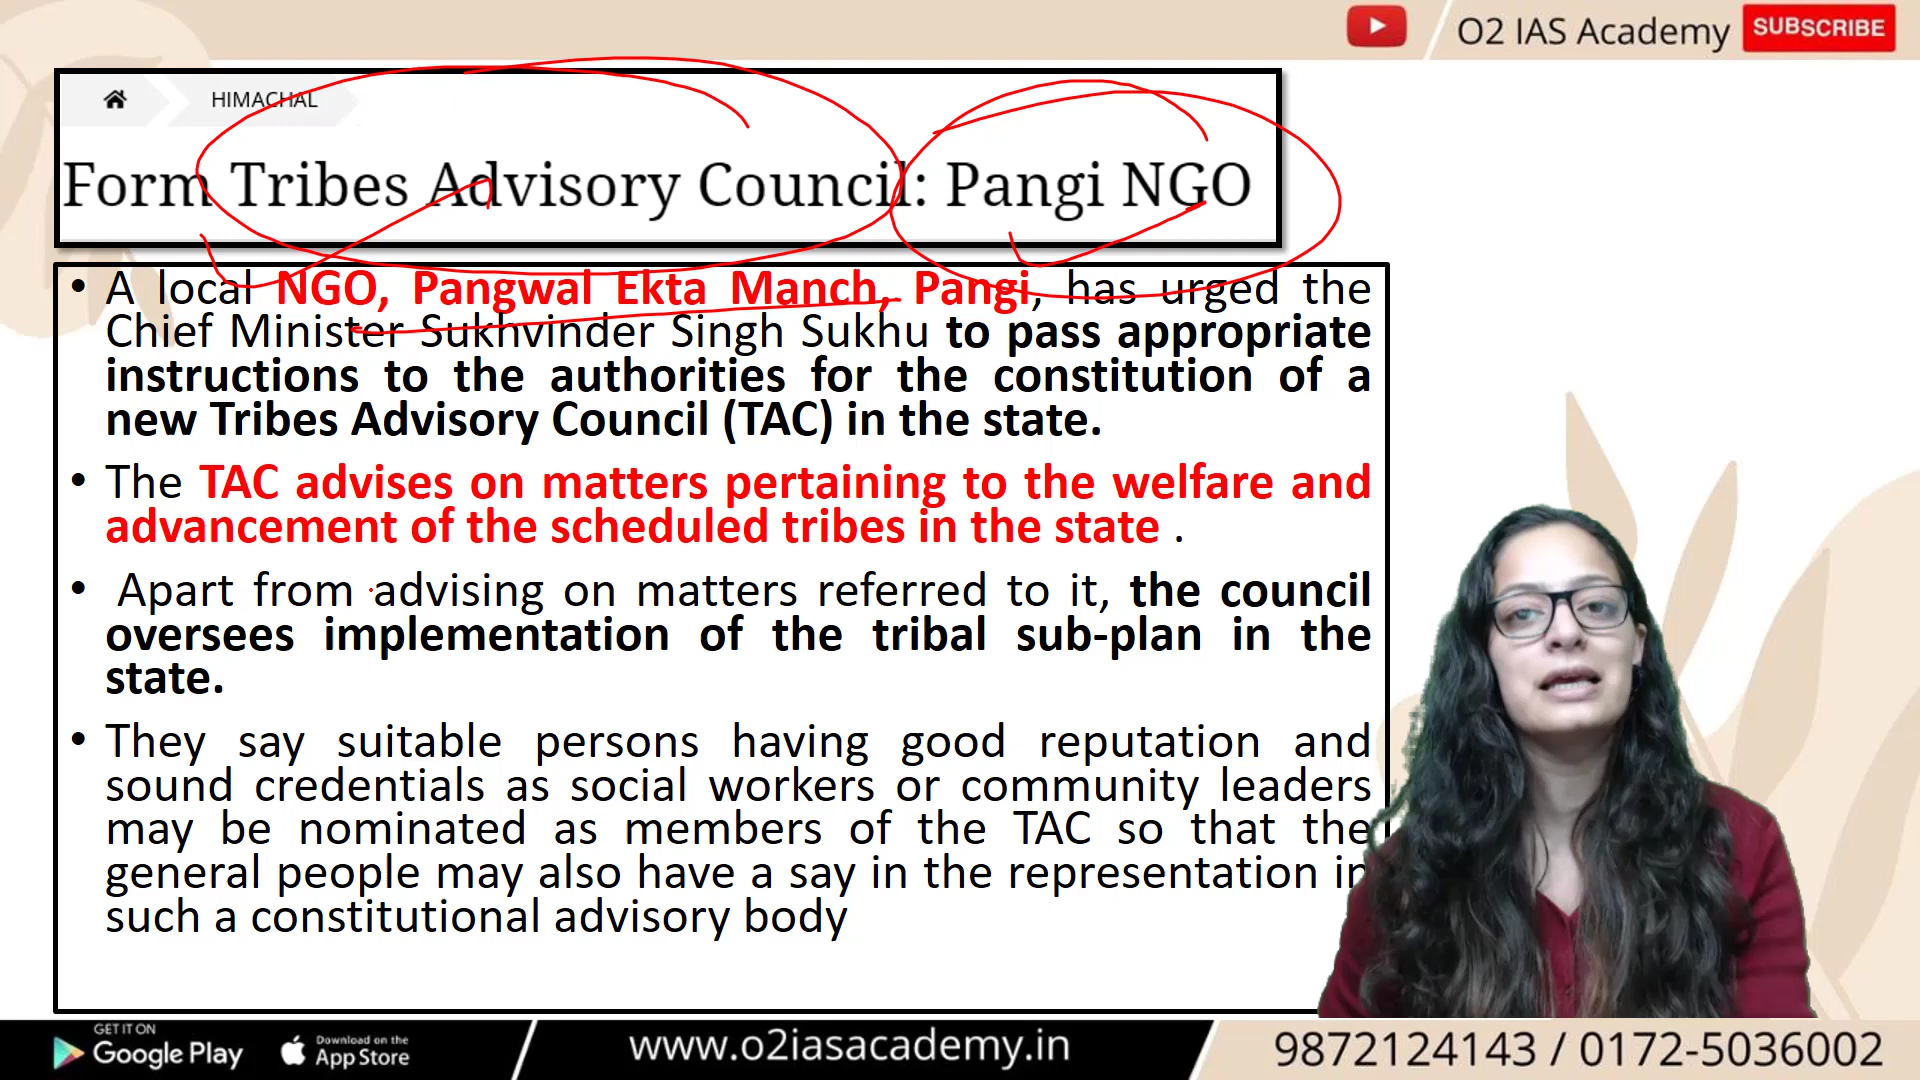 O2 IAS Academy SUBSCRIBE
HIMACHAL
Form Tribes Advisory Council: Pangi NGO
• A local NGO, Pangwal Ekta Manch, Pangi, has urged the
Chief Minister Sukhvinder Singh Sukhu to pass appropriate
instructions to the authorities for the constitution of a
new Tribes Advisory Council (TAC) in the state.
• The TAC advises on matters pertaining to the welfare and
advancement of the scheduled tribes in the state .
• Apart from advising on matters referred to it, the council
oversees implementation of the tribal sub-plan in the
state.
• They say suitable persons having good reputation and
sound credentials as social workers or community leaders
may be nominated as members of the TAC so that the
general people may also have a say in the representation in
such a constitutional advisory body
GET IT ON
Google Play
Download on the
App Store
www.o2iasacademy.in
9872124143 / 0172-5036002